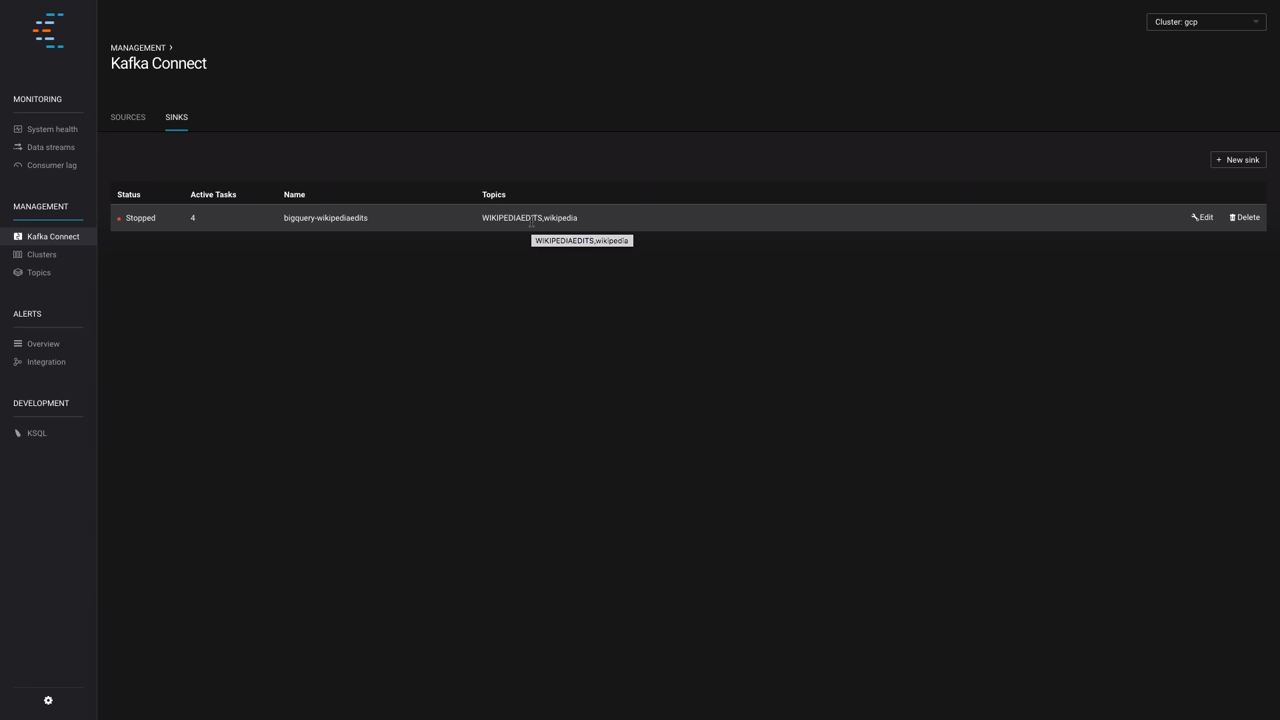 Cluster: gcp
MANAGEMENT ›
Kafka Connect
SOURCES SINKS
+ New sink
Status Active Tasks Name Topics
Stopped 4 bigquery-wikipediaedits WIKIPEDIAEDITS,wikipedia Edit Delete
WIKIPEDIAEDITS,wikipedia
MONITORING
System health
Data streams
Consumer lag
MANAGEMENT
Kafka Connect
Clusters
Topics
ALERTS
Overview
Integration
DEVELOPMENT
KSQL